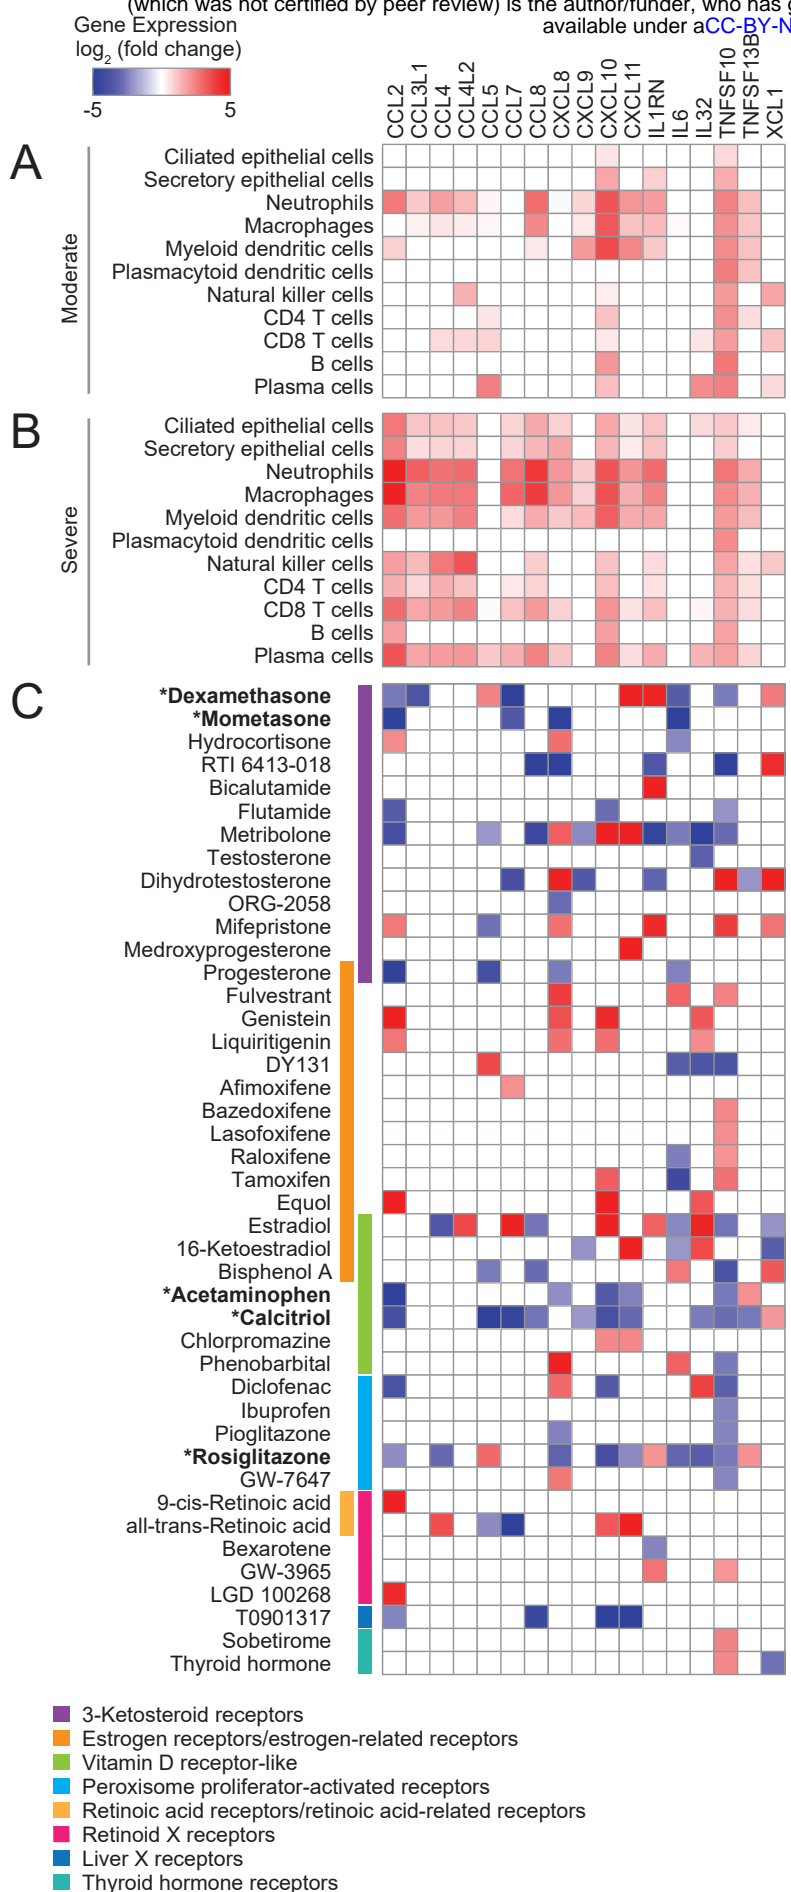 (which was not certified by peer review) is the author/funder, who has g
available under aCC-BY-N
Gene Expression
log2 (fold change)
-5 5
CCL2
CCL3L1
CCL4
CCL4L2
CCL5
CCL7
CCL8
CXCL8
CXCL9
CXCL10
CXCL11
IL1RN
IL6
IL32
TNFSF10
TNFSF13B
XCL1
A
Moderate
Ciliated epithelial cells
Secretory epithelial cells
Neutrophils
Macrophages
Myeloid dendritic cells
Plasmacytoid dendritic cells
Natural killer cells
CD4 T cells
CD8 T cells
B cells
Plasma cells
B
Severe
Ciliated epithelial cells
Secretory epithelial cells
Neutrophils
Macrophages
Myeloid dendritic cells
Plasmacytoid dendritic cells
Natural killer cells
CD4 T cells
CD8 T cells
B cells
Plasma cells
C
*Dexamethasone
*Mometasone
Hydrocortisone
RTI 6413-018
Bicalutamide
Flutamide
Metribolone
Testosterone
Dihydrotestosterone
ORG-2058
Mifepristone
Medroxyprogesterone
Progesterone
Fulvestrant
Genistein
Liquiritigenin
DY131
Afimoxifene
Bazedoxifene
Lasofoxifene
Raloxifene
Tamoxifen
Equol
Estradiol
16-Ketoestradiol
Bisphenol A
*Acetaminophen
*Calcitriol
Chlorpromazine
Phenobarbital
Diclofenac
Ibuprofen
Pioglitazone
*Rosiglitazone
GW-7647
9-cis-Retinoic acid
all-trans-Retinoic acid
Bexarotene
GW-3965
LGD 100268
T0901317
Sobetirome
Thyroid hormone
3-Ketosteroid receptors
Estrogen receptors/estrogen-related receptors
Vitamin D receptor-like
Peroxisome proliferator-activated receptors
Retinoic acid receptors/retinoic acid-related receptors
Retinoid X receptors
Liver X receptors
Thyroid hormone receptors